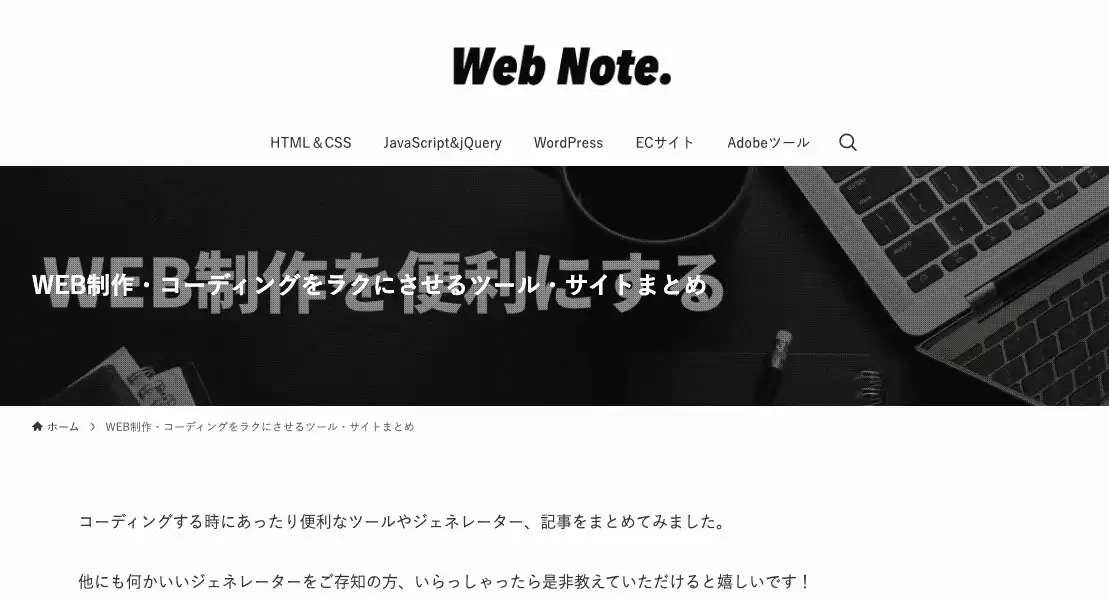 Web Note.
HTML＆CSS JavaScript&jQuery WordPress ECサイト Adobeツール
WEB制作を便利にする
WEB制作・コーディングをラクにさせるツール・サイトまとめ
ホーム > WEB制作・コーディングをラクにさせるツール・サイトまとめ
コーディングする時にあったり便利なツールやジェネレーター、記事をまとめてみました。
他にも何かいいジェネレーターをご存知の方、いらっしゃったら是非教えていただけると嬉しいです！